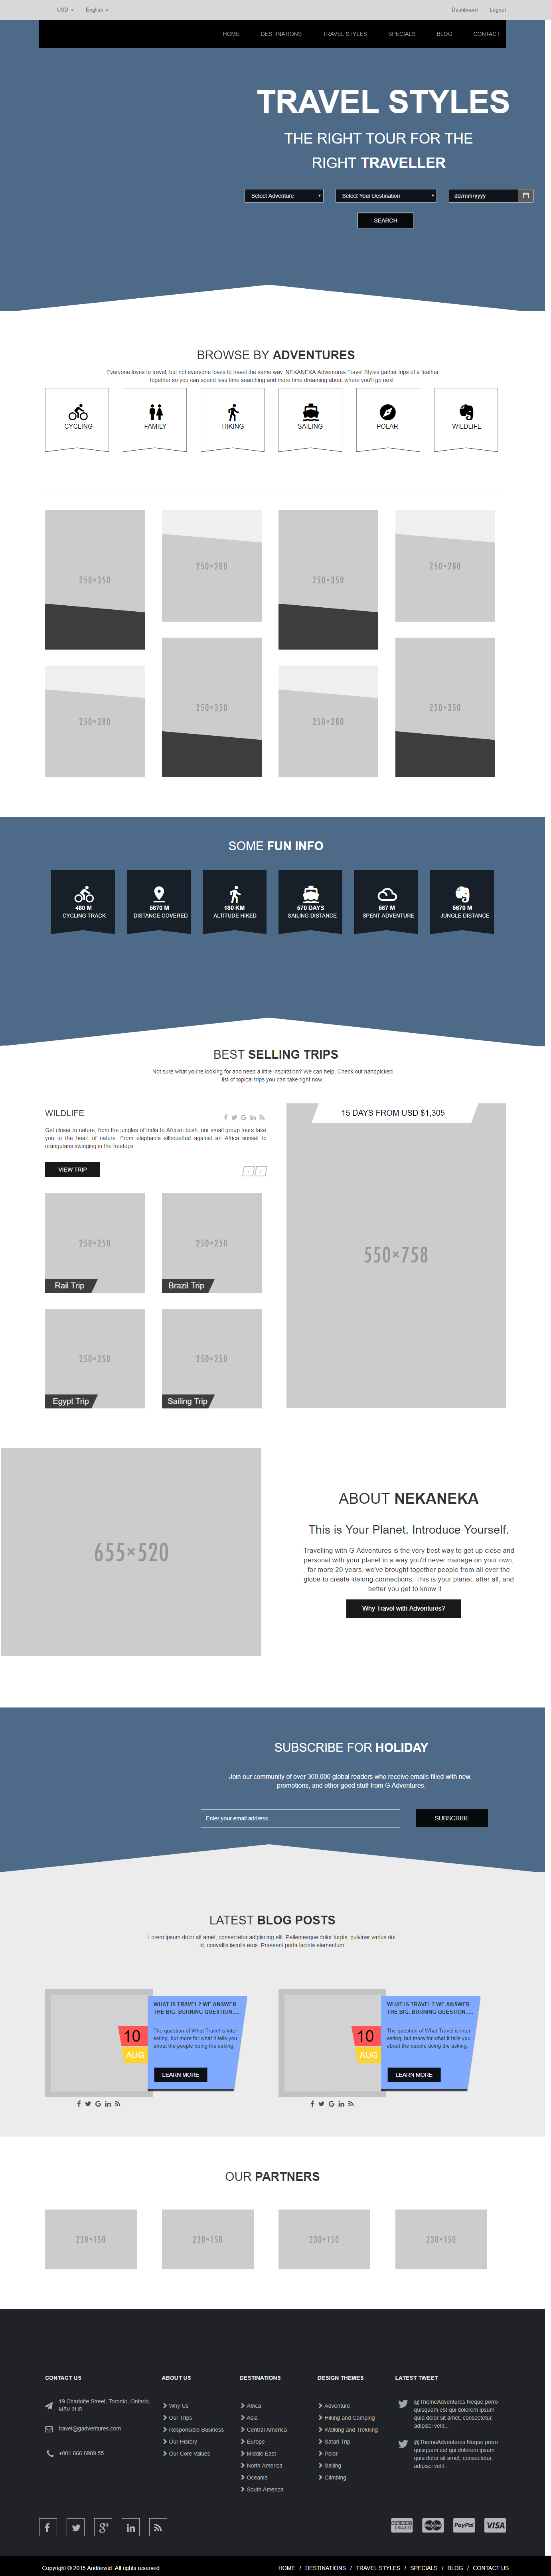 USD English Dashboard Logout
HOME DESTINATIONS TRAVEL STYLES SPECIALS BLOG CONTACT
TRAVEL STYLES
THE RIGHT TOUR FOR THE
RIGHT TRAVELLER
Select Adventure Select Your Destination dd/mm/yyyy
SEARCH
BROWSE BY ADVENTURES
Everyone loves to travel, but not everyone loves to travel the same way. NEKANEKA Adventures Travel Styles gather trips of a feather
together so you can spend less time searching and more time dreaming about where you'll go next.
CYCLING FAMILY HIKING SAILING POLAR WILDLIFE
250×350 250×280 250×350 250×280
250×280 250×350 250×280 250×350
SOME FUN INFO
480 M 5670 M 180 KM 570 DAYS 567 M 5670 M
CYCLING TRACK DISTANCE COVERED ALTITUDE HIKED SAILING DISTANCE SPENT ADVENTURE JUNGLE DISTANCE
BEST SELLING TRIPS
Not sure what you're looking for and need a little inspiration? We can help. Check out handpicked
list of topical trips you can take right now.
WILDLIFE
Get closer to nature, from the jungles of India to African bush, our small group tours take
you to the heart of nature. From elephants silhouetted against an Africa sunset to
orangutans swinging in the treetops.
VIEW TRIP
250×250 250×250
Rail Trip Brazil Trip
250×250 250×250
Egypt Trip Sailing Trip
15 DAYS FROM USD $1,305
550×758
655×520
ABOUT NEKANEKA
This is Your Planet. Introduce Yourself.
Travelling with G Adventures is the very best way to get up close and
personal with your planet in a way you'd never manage on your own,
for more 20 years, we've brought together people from all over the
globe to create lifelong connections. This is your planet, after all, and
better you get to know it....
Why Travel with Adventures?
SUBSCRIBE FOR HOLIDAY
Join our community of over 300,000 global readers who receive emails filled with new,
promotions, and other good stuff from G Adventures.
Enter your email address ..... SUBSCRIBE
LATEST BLOG POSTS
Lorem ipsum dolor sit amet, consectetur adipiscing elit. Pellentesque dolor turpis, pulvinar varius dui
id, convallis iaculis eros. Praesent porta lacinia elementum.
10
AUG
WHAT IS TRAVEL? WE ANSWER
THE BIG, BURNING QUESTION.....
The question of What Travel is inter-
esting, but more for what it tells you
about the people doing the asking.
LEARN MORE
10
AUG
WHAT IS TRAVEL? WE ANSWER
THE BIG, BURNING QUESTION.....
The question of What Travel is inter-
esting, but more for what it tells you
about the people doing the asking.
LEARN MORE
OUR PARTNERS
230×150 230×150 230×150 230×150
CONTACT US
19 Charlotte Street, Toronto, Ontario,
M5V 2H5
travel@gadventures.com
+001 666 8989 55
ABOUT US
Why Us
Our Trips
Responsible Business
Our History
Our Core Values
DESTINATIONS
Africa
Asia
Central America
Europe
Middle East
North America
Oceania
South America
DESIGN THEMES
Adventure
Hiking and Camping
Walking and Trekking
Safari Trip
Polar
Sailing
Climbing
LATEST TWEET
@ThemeAdventures Neque porro
quisquam est qui dolorem ipsum
quia dolor sit amet, consectetur,
adipisci velit...
@ThemeAdventures Neque porro
quisquam est qui dolorem ipsum
quia dolor sit amet, consectetur,
adipisci velit...
PayPal VISA
Copyright © 2015 Andriewid. All rights reserved. HOME / DESTINATIONS / TRAVEL STYLES / SPECIALS / BLOG / CONTACT US